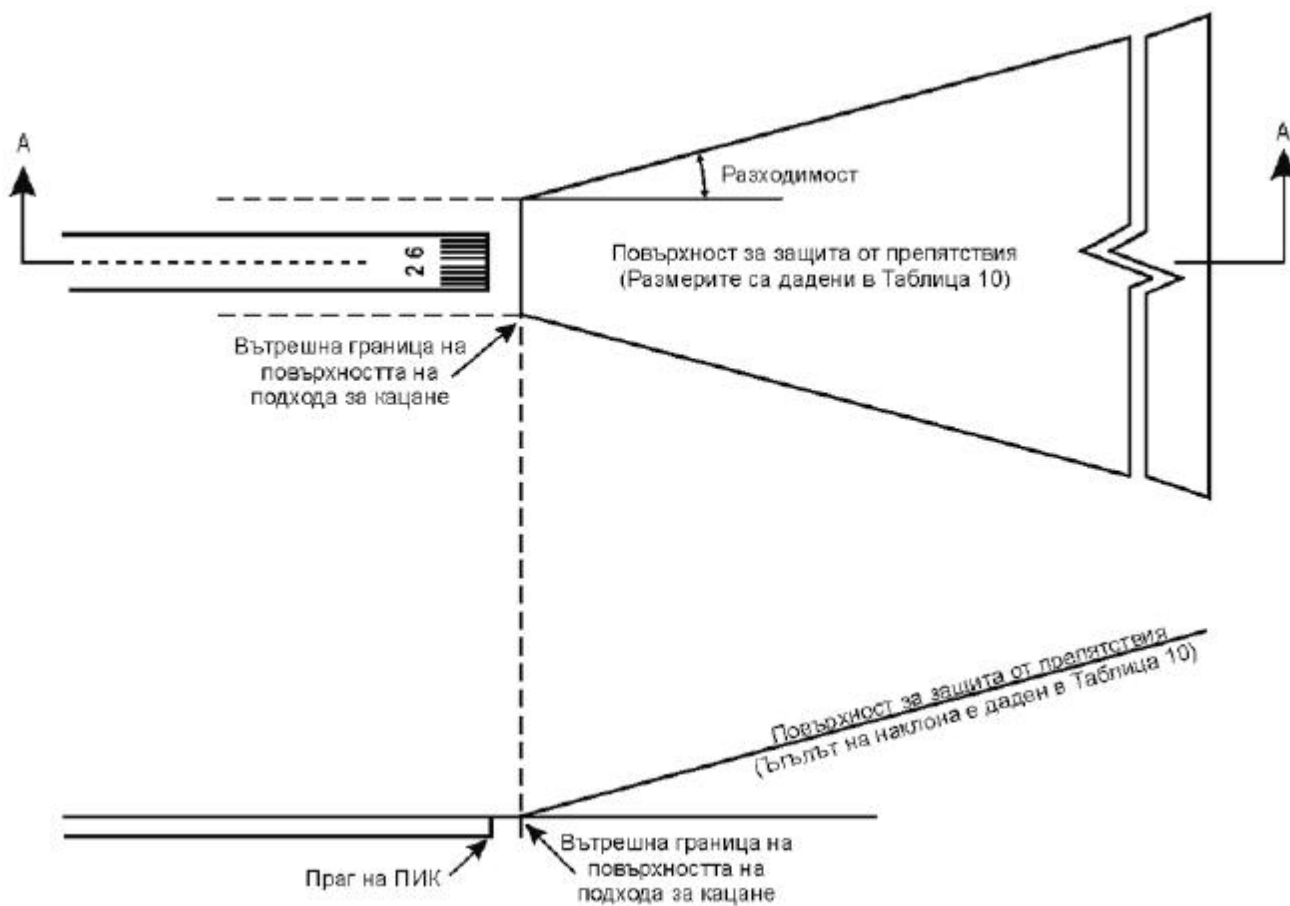 A
A
Разходимост
26
Повърхност за защита от препятствия
(Размерите са дадени в Таблица 10)
Вътрешна граница на
повърхността на
подхода за кацане
Повърхност за защита от препятствия
(Ъгълът на наклона е даден в Таблица 10)
Вътрешна граница на
повърхността на
подхода за кацане
Праг на ПИК